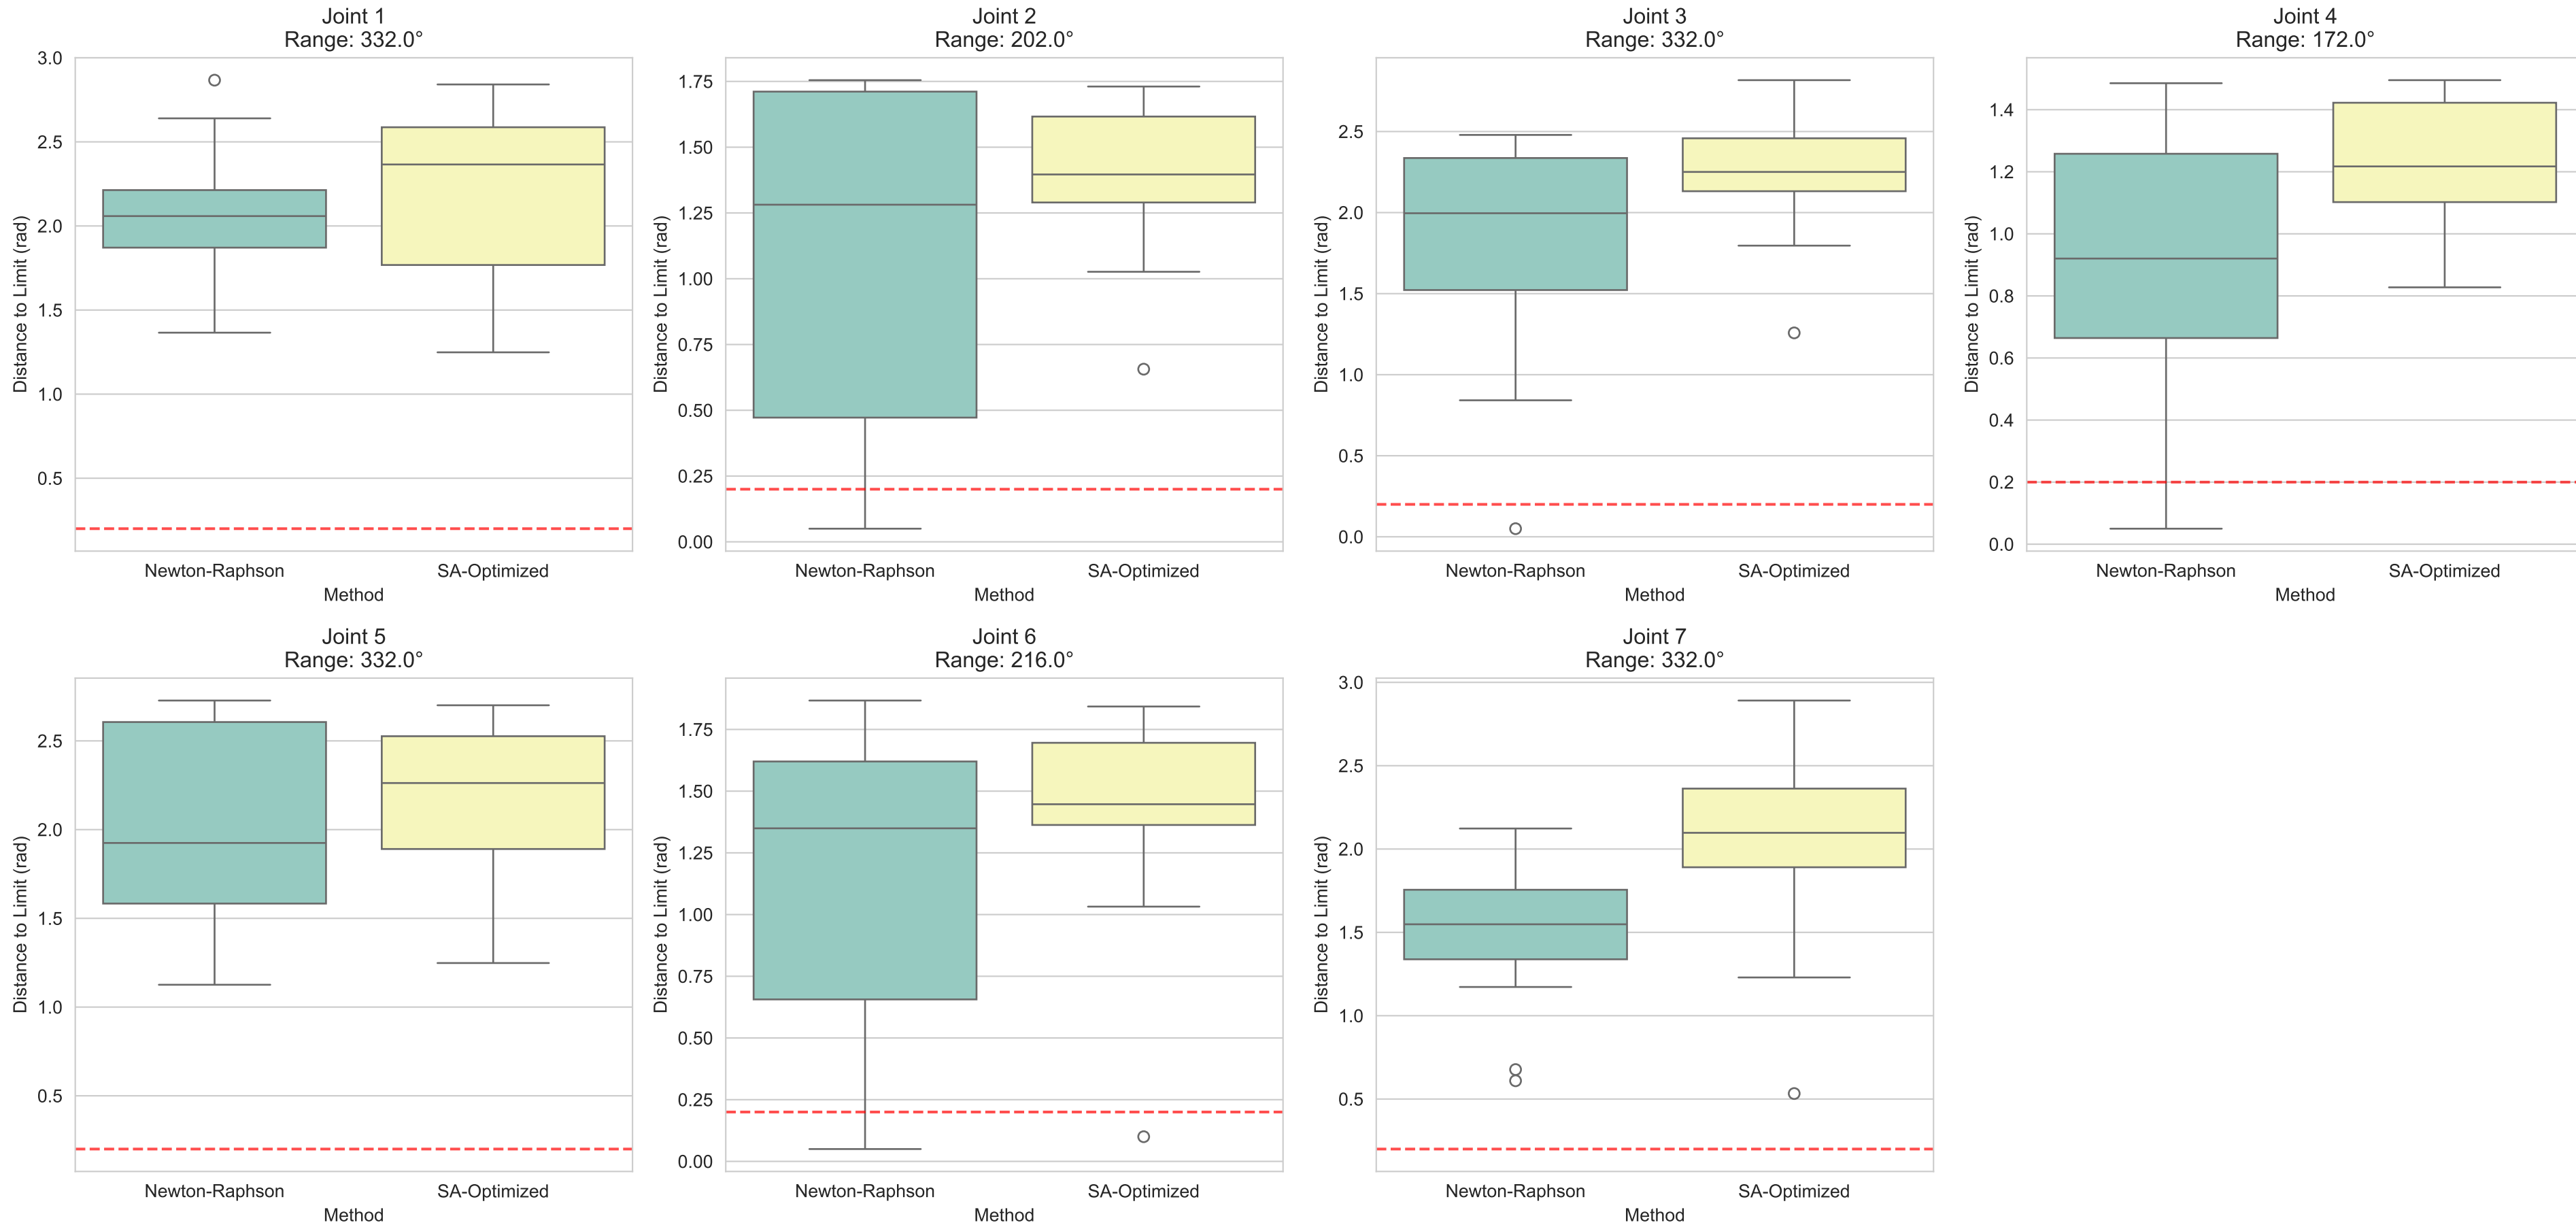 Joint 1
Range: 332.0°
3.0
2.5
2.0
1.5
1.0
0.5
Distance to Limit (rad)
Newton-Raphson
SA-Optimized
Method
Joint 2
Range: 202.0°
1.75
1.50
1.25
1.00
0.75
0.50
0.25
0.00
Distance to Limit (rad)
Newton-Raphson
SA-Optimized
Method
Joint 3
Range: 332.0°
2.5
2.0
1.5
1.0
0.5
0.0
Distance to Limit (rad)
Newton-Raphson
SA-Optimized
Method
Joint 4
Range: 172.0°
1.4
1.2
1.0
0.8
0.6
0.4
0.2
0.0
Distance to Limit (rad)
Newton-Raphson
SA-Optimized
Method
Joint 5
Range: 332.0°
2.5
2.0
1.5
1.0
0.5
Distance to Limit (rad)
Newton-Raphson
SA-Optimized
Method
Joint 6
Range: 216.0°
1.75
1.50
1.25
1.00
0.75
0.50
0.25
0.00
Distance to Limit (rad)
Newton-Raphson
SA-Optimized
Method
Joint 7
Range: 332.0°
3.0
2.5
2.0
1.5
1.0
0.5
Distance to Limit (rad)
Newton-Raphson
SA-Optimized
Method